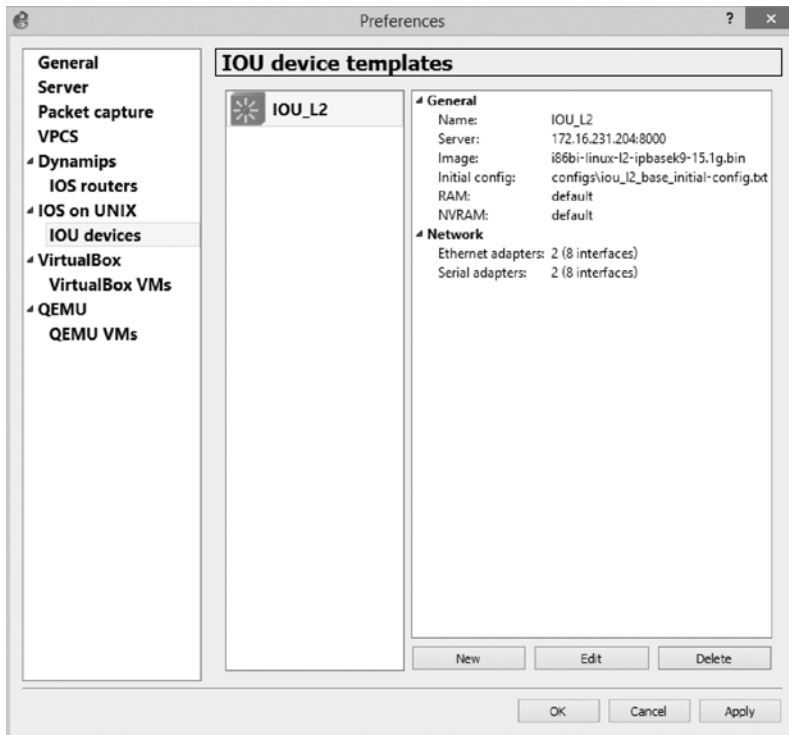 Preferences
?
×
General
Server
Packet capture
VPCS
Dynamips
IOS routers
IOS on UNIX
IOU devices
VirtualBox
VirtualBox VMs
QEMU
QEMU VMs
IOU device templates
IOU_L2
General
Name: IOU_L2
Server: 172.16.231.204:8000
Image: i86bi-linux-l2-ipbasek9-15.1g.bin
Initial config: configs\iou_l2_base_initial-config.txt
RAM: default
NVRAM: default
Network
Ethernet adapters: 2 (8 interfaces)
Serial adapters: 2 (8 interfaces)
New Edit Delete
OK Cancel Apply